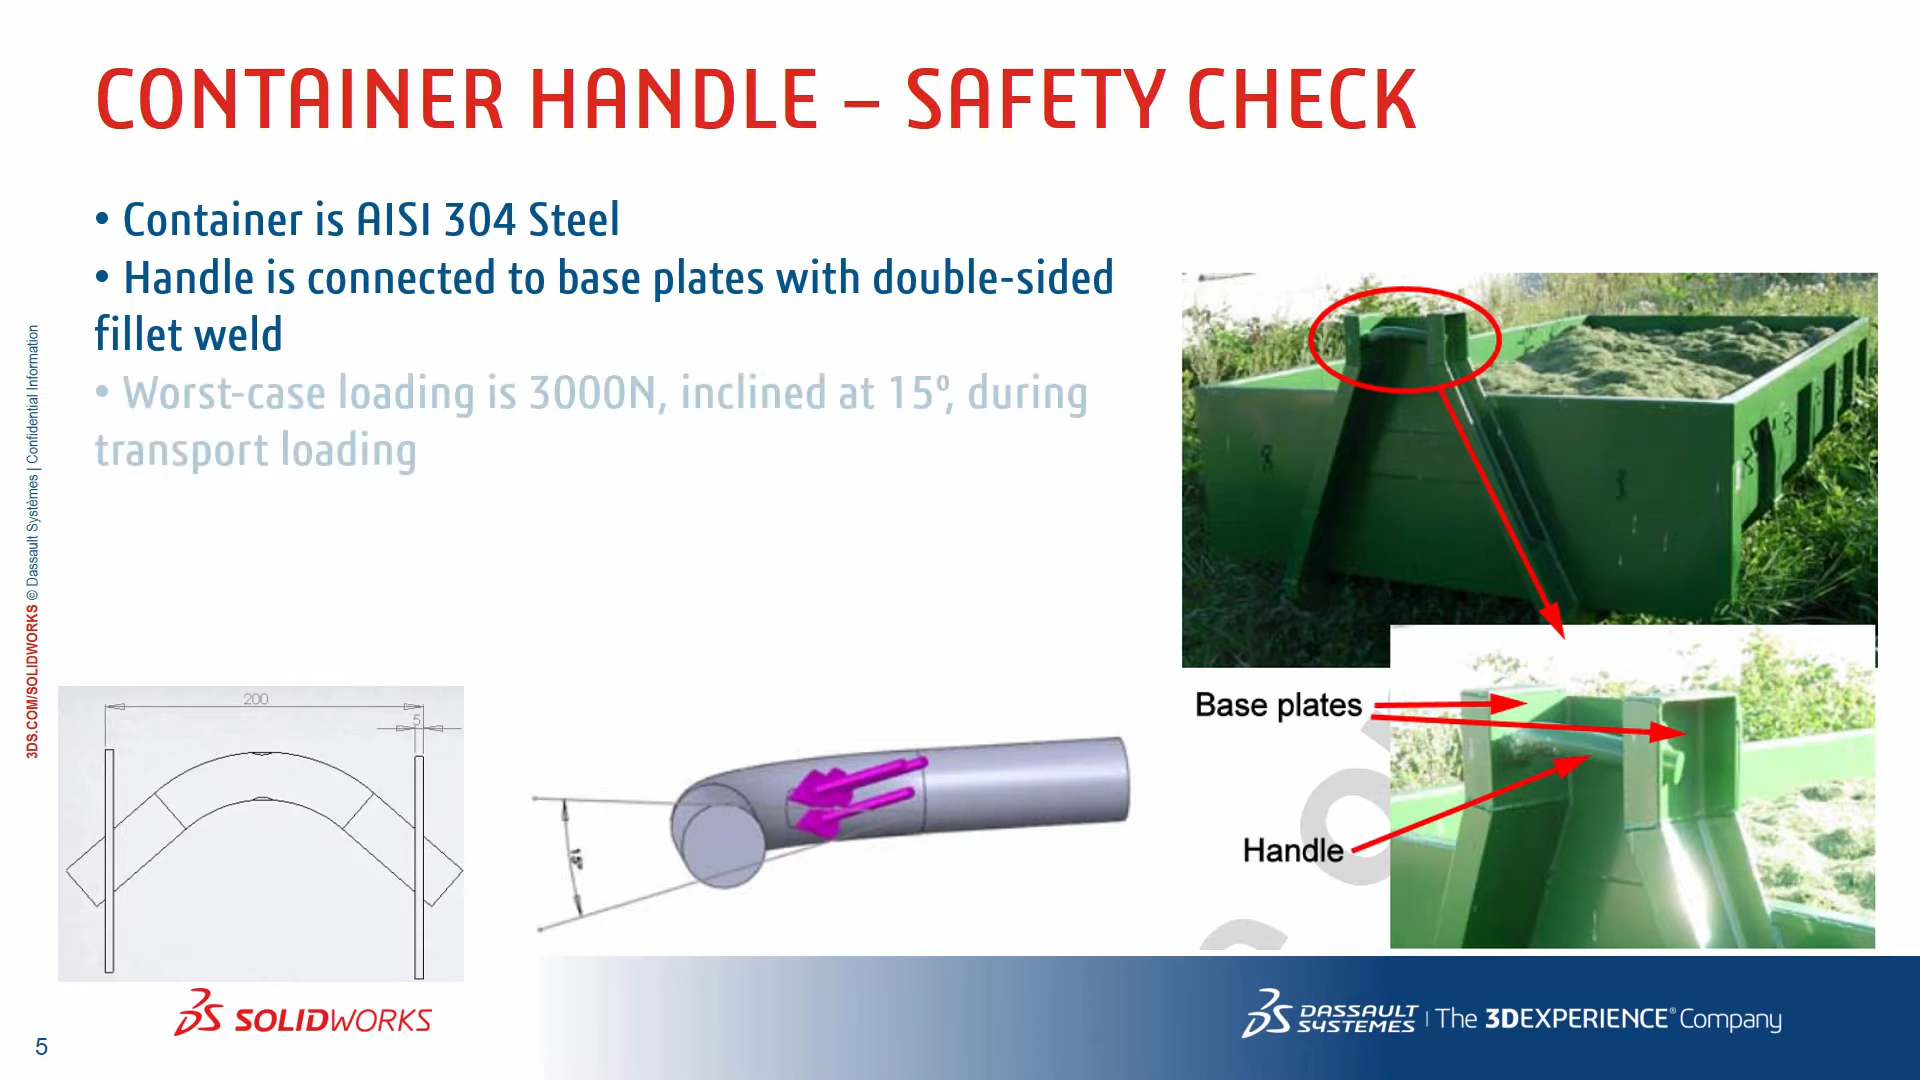 CONTAINER HANDLE – SAFETY CHECK
• Container is AISI 304 Steel
• Handle is connected to base plates with double-sided
fillet weld
• Worst-case loading is 3000N, inclined at 15º, during
transport loading
3DS.COM/SOLIDWORKS © Dassault Systèmes | Confidential Information
200
5
15°
Base plates
Handle
SOLIDWORKS
DASSAULT SYSTEMES | The 3DEXPERIENCE® Company
5